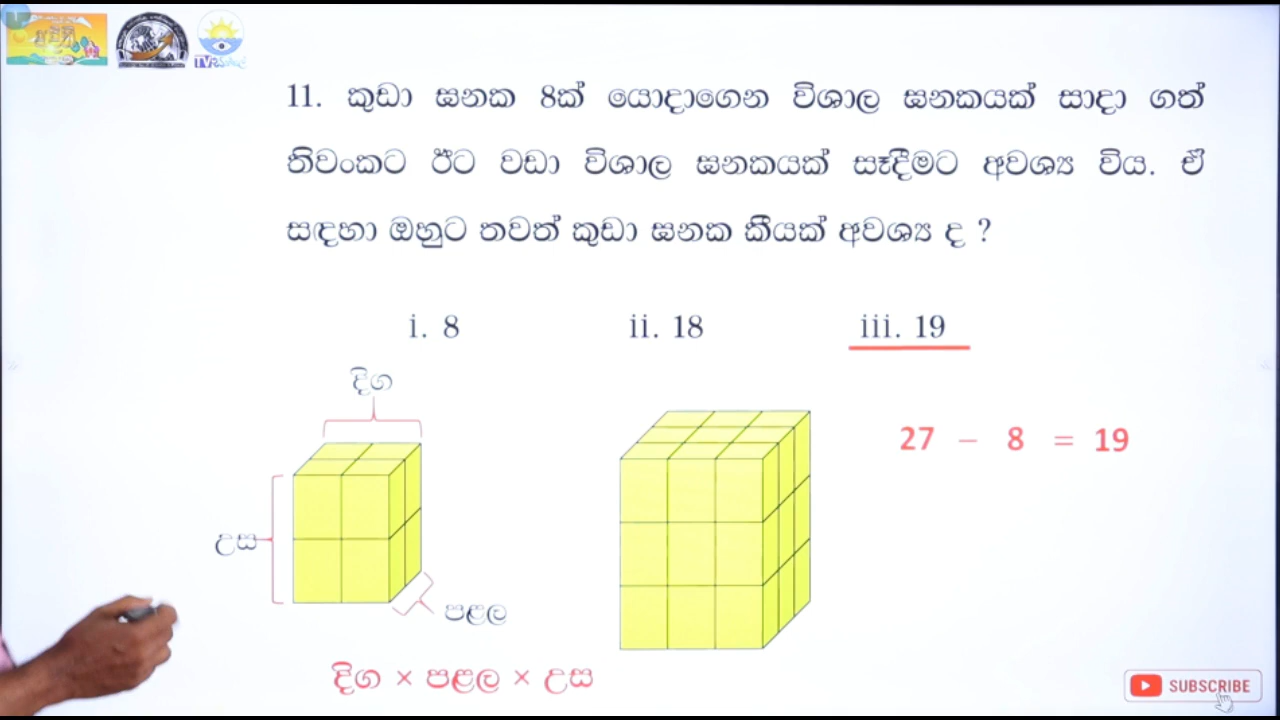 11. කුඩා ඝනක 8ක් යොදාගෙන විශාල ඝනකයක් සාදා ගත්
තිවංකට ඊට වඩා විශාල ඝනකයක් සෑදීමට අවශ්‍ය විය. ඒ
සඳහා ඔහුට තවත් කුඩා ඝනක කීයක් අවශ්‍ය ද ?
i. 8 ii. 18 iii. 19
දිග
27 – 8 = 19
උස
පළල
දිග × පළල × උස
SUBSCRIBE